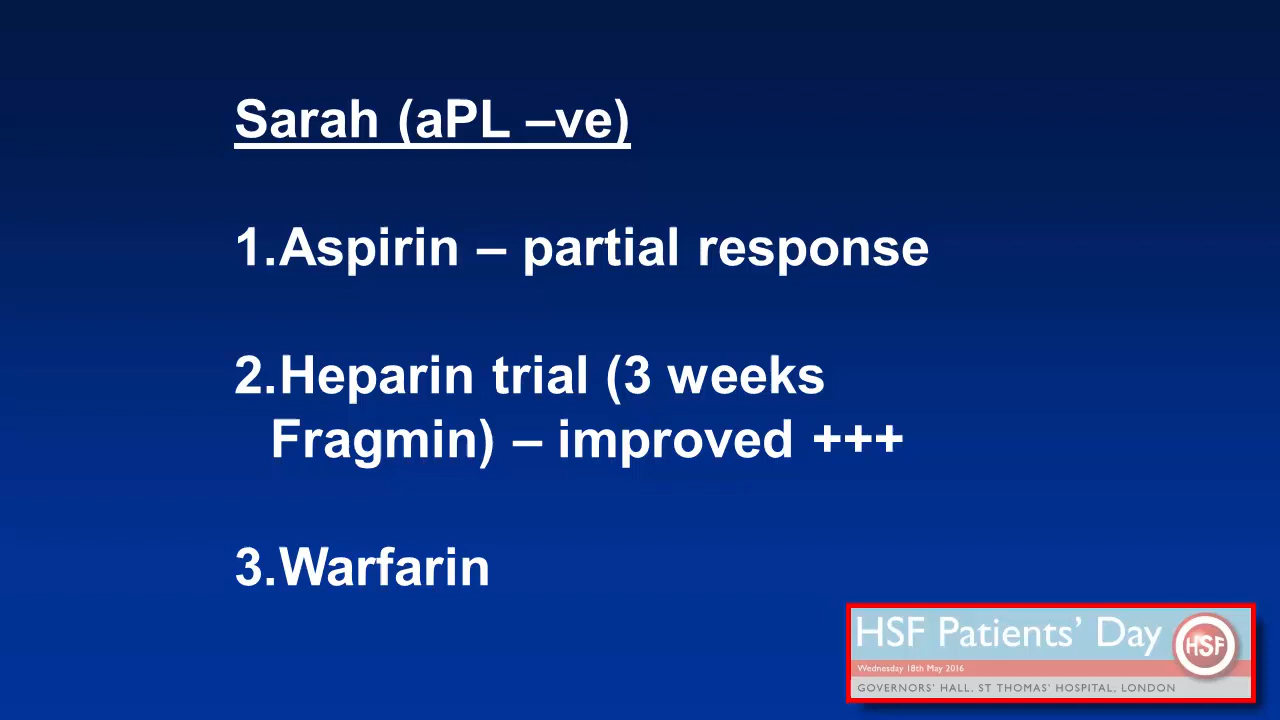 Sarah (aPL –ve)
1.Aspirin – partial response
2.Heparin trial (3 weeks
Fragmin) – improved +++
3.Warfarin
HSF Patients’ Day
HSF
Wednesday 18th May 2016
GOVERNORS’ HALL. ST THOMAS’ HOSPITAL, LONDON